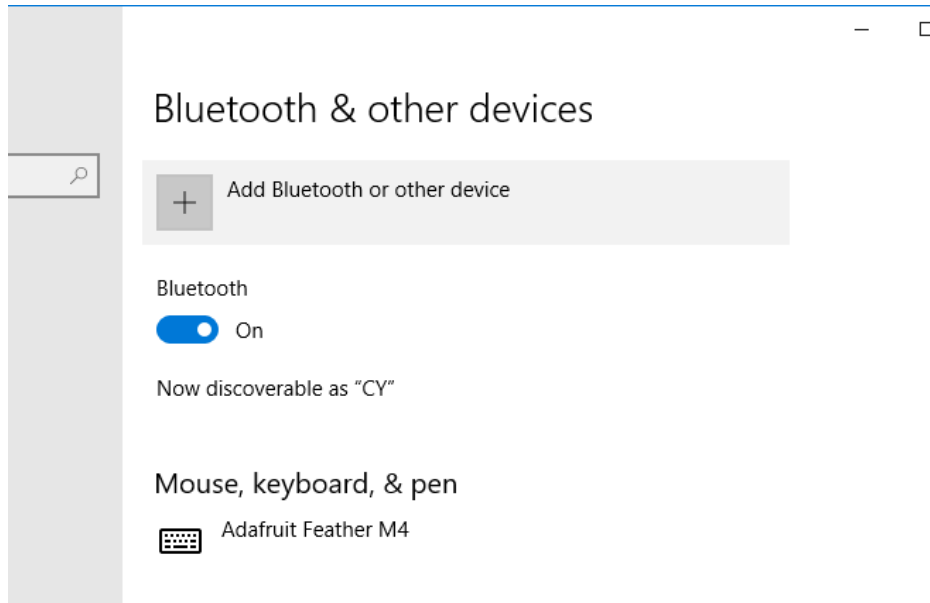 Bluetooth & other devices
Add Bluetooth or other device
Bluetooth
On
Now discoverable as “CY”
Mouse, keyboard, & pen
Adafruit Feather M4